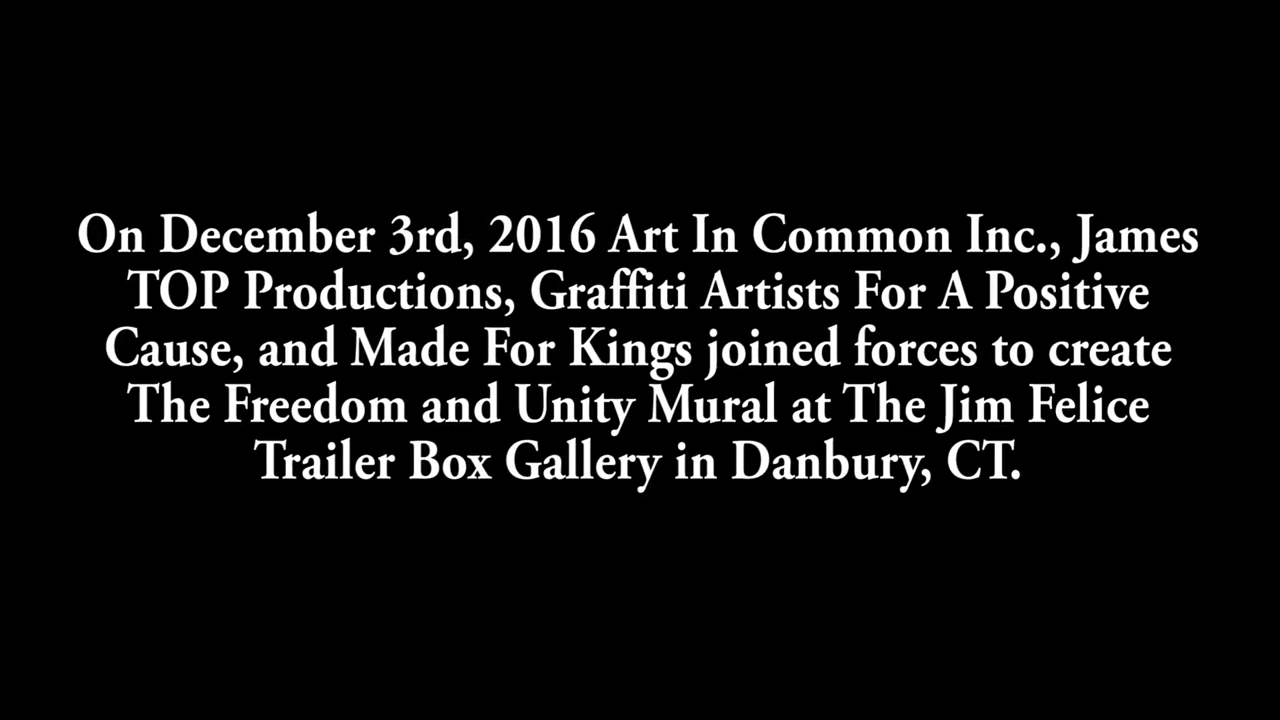 On December 3rd, 2016 Art In Common Inc., James
TOP Productions, Graffiti Artists For A Positive
Cause, and Made For Kings joined forces to create
The Freedom and Unity Mural at The Jim Felice
Trailer Box Gallery in Danbury, CT.